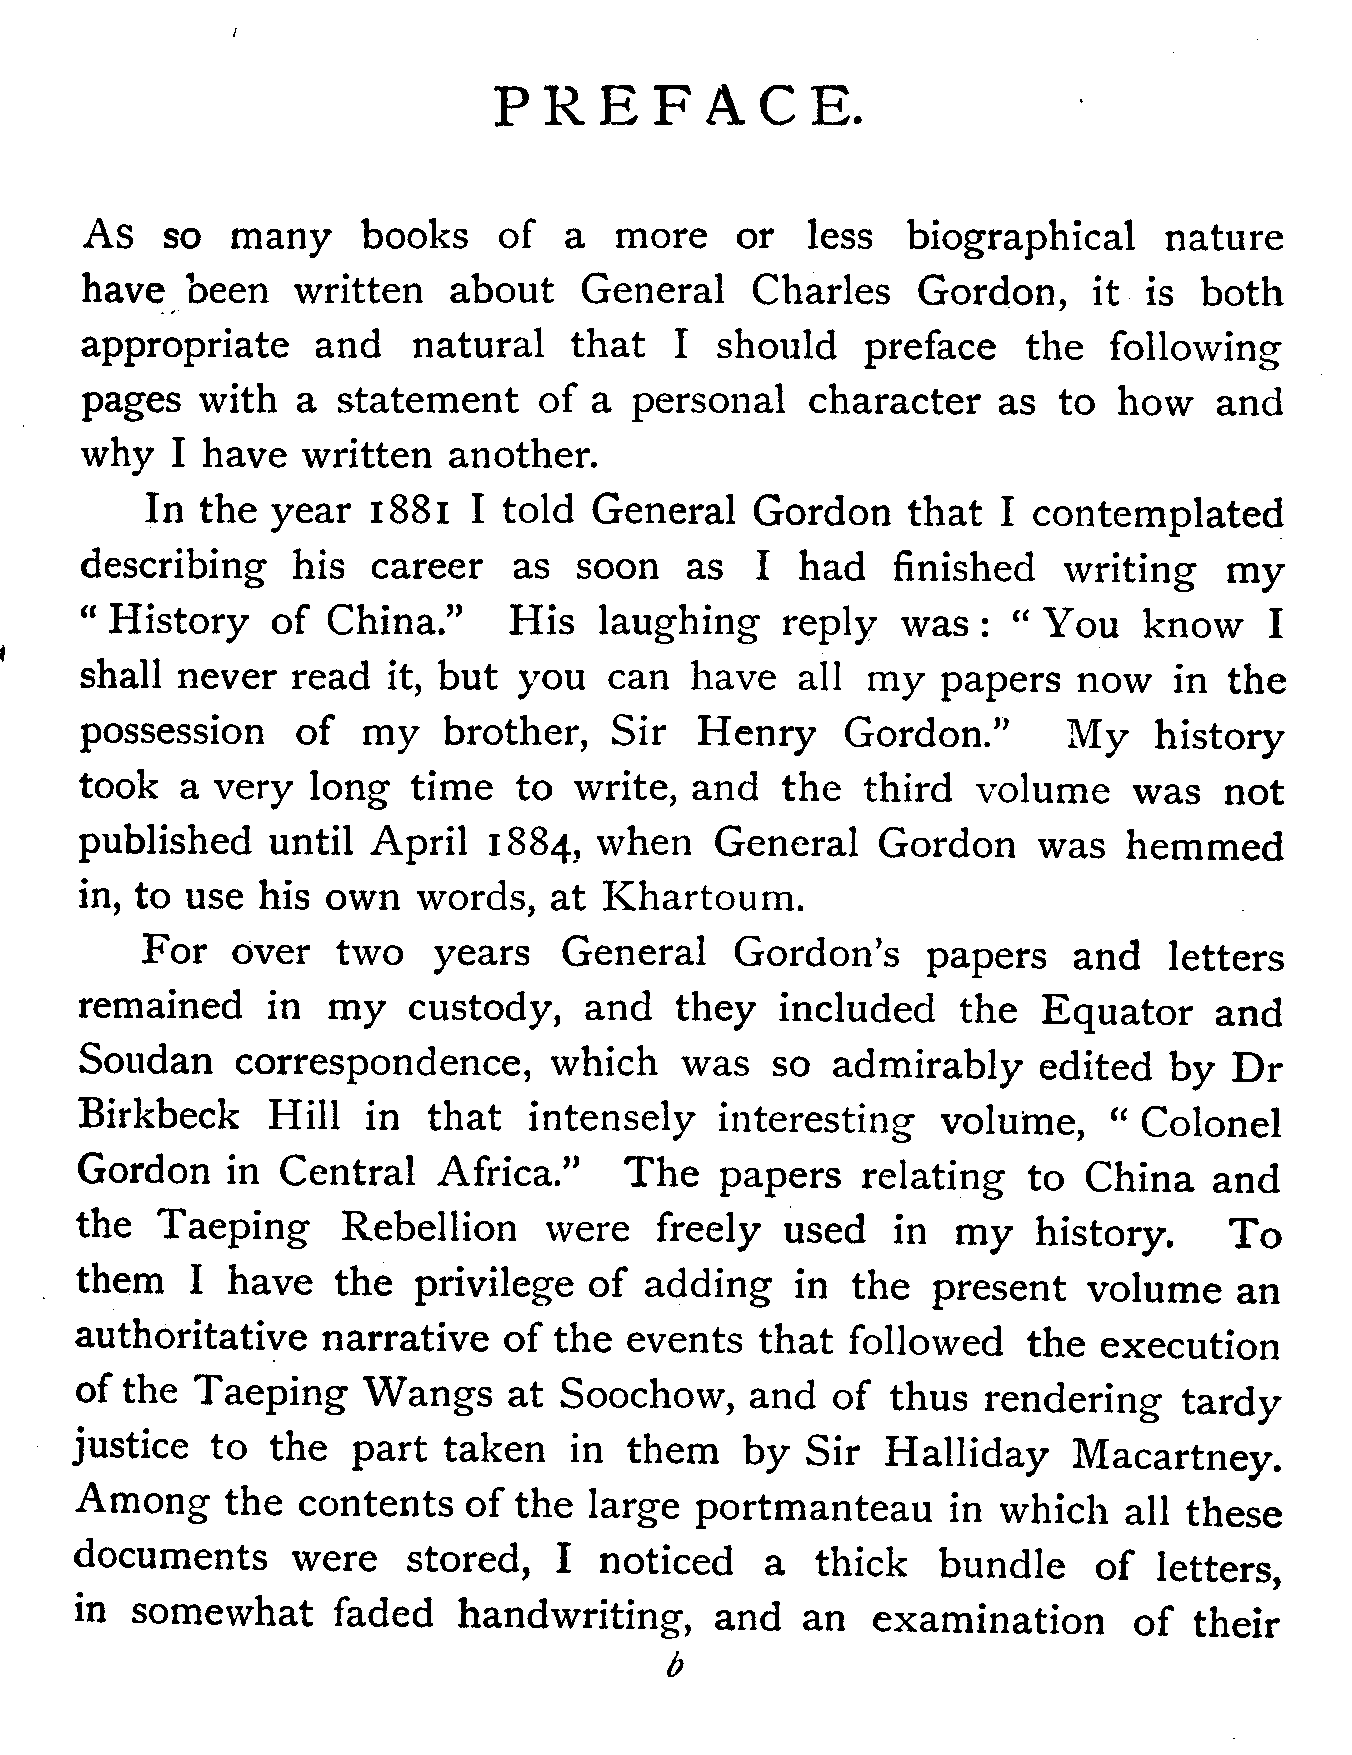 PREFACE.
As so many books of a more or less biographical nature
have been written about General Charles Gordon, it is both
appropriate and natural that I should preface the following
pages with a statement of a personal character as to how and
why I have written another.
In the year 1881 I told General Gordon that I contemplated
describing his career as soon as I had finished writing my
“ History of China.” His laughing reply was : “ You know I
shall never read it, but you can have all my papers now in the
possession of my brother, Sir Henry Gordon.” My history
took a very long time to write, and the third volume was not
published until April 1884, when General Gordon was hemmed
in, to use his own words, at Khartoum.
For over two years General Gordon’s papers and letters
remained in my custody, and they included the Equator and
Soudan correspondence, which was so admirably edited by Dr
Birkbeck Hill in that intensely interesting volume, “ Colonel
Gordon in Central Africa.” The papers relating to China and
the Taeping Rebellion were freely used in my history. To
them I have the privilege of adding in the present volume an
authoritative narrative of the events that followed the execution
of the Taeping Wangs at Soochow, and of thus rendering tardy
justice to the part taken in them by Sir Halliday Macartney.
Among the contents of the large portmanteau in which all these
documents were stored, I noticed a thick bundle of letters,
in somewhat faded handwriting, and an examination of their
b